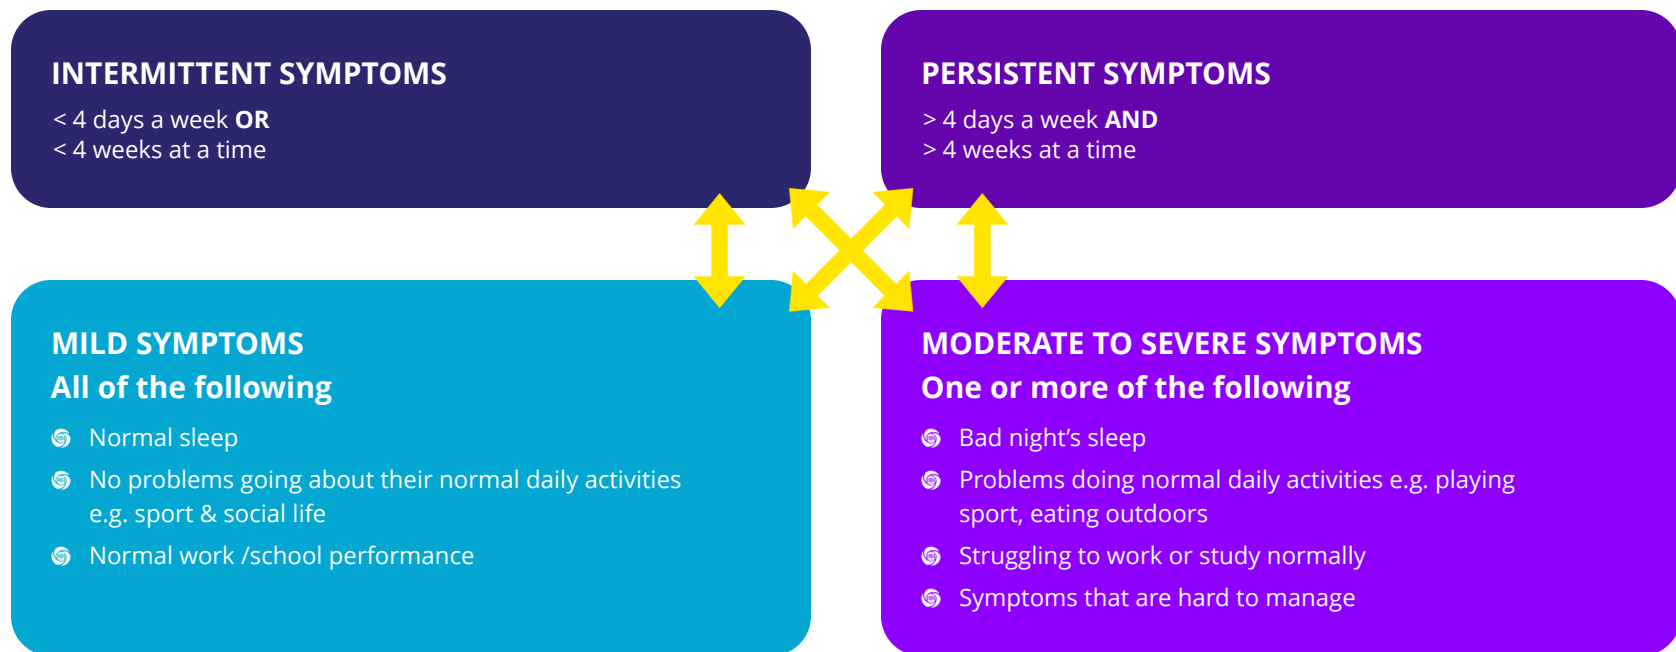 INTERMITTENT SYMPTOMS
< 4 days a week OR
< 4 weeks at a time
PERSISTENT SYMPTOMS
> 4 days a week AND
> 4 weeks at a time
MILD SYMPTOMS
All of the following
Normal sleep
No problems going about their normal daily activities
e.g. sport & social life
Normal work /school performance
MODERATE TO SEVERE SYMPTOMS
One or more of the following
Bad night’s sleep
Problems doing normal daily activities e.g. playing
sport, eating outdoors
Struggling to work or study normally
Symptoms that are hard to manage